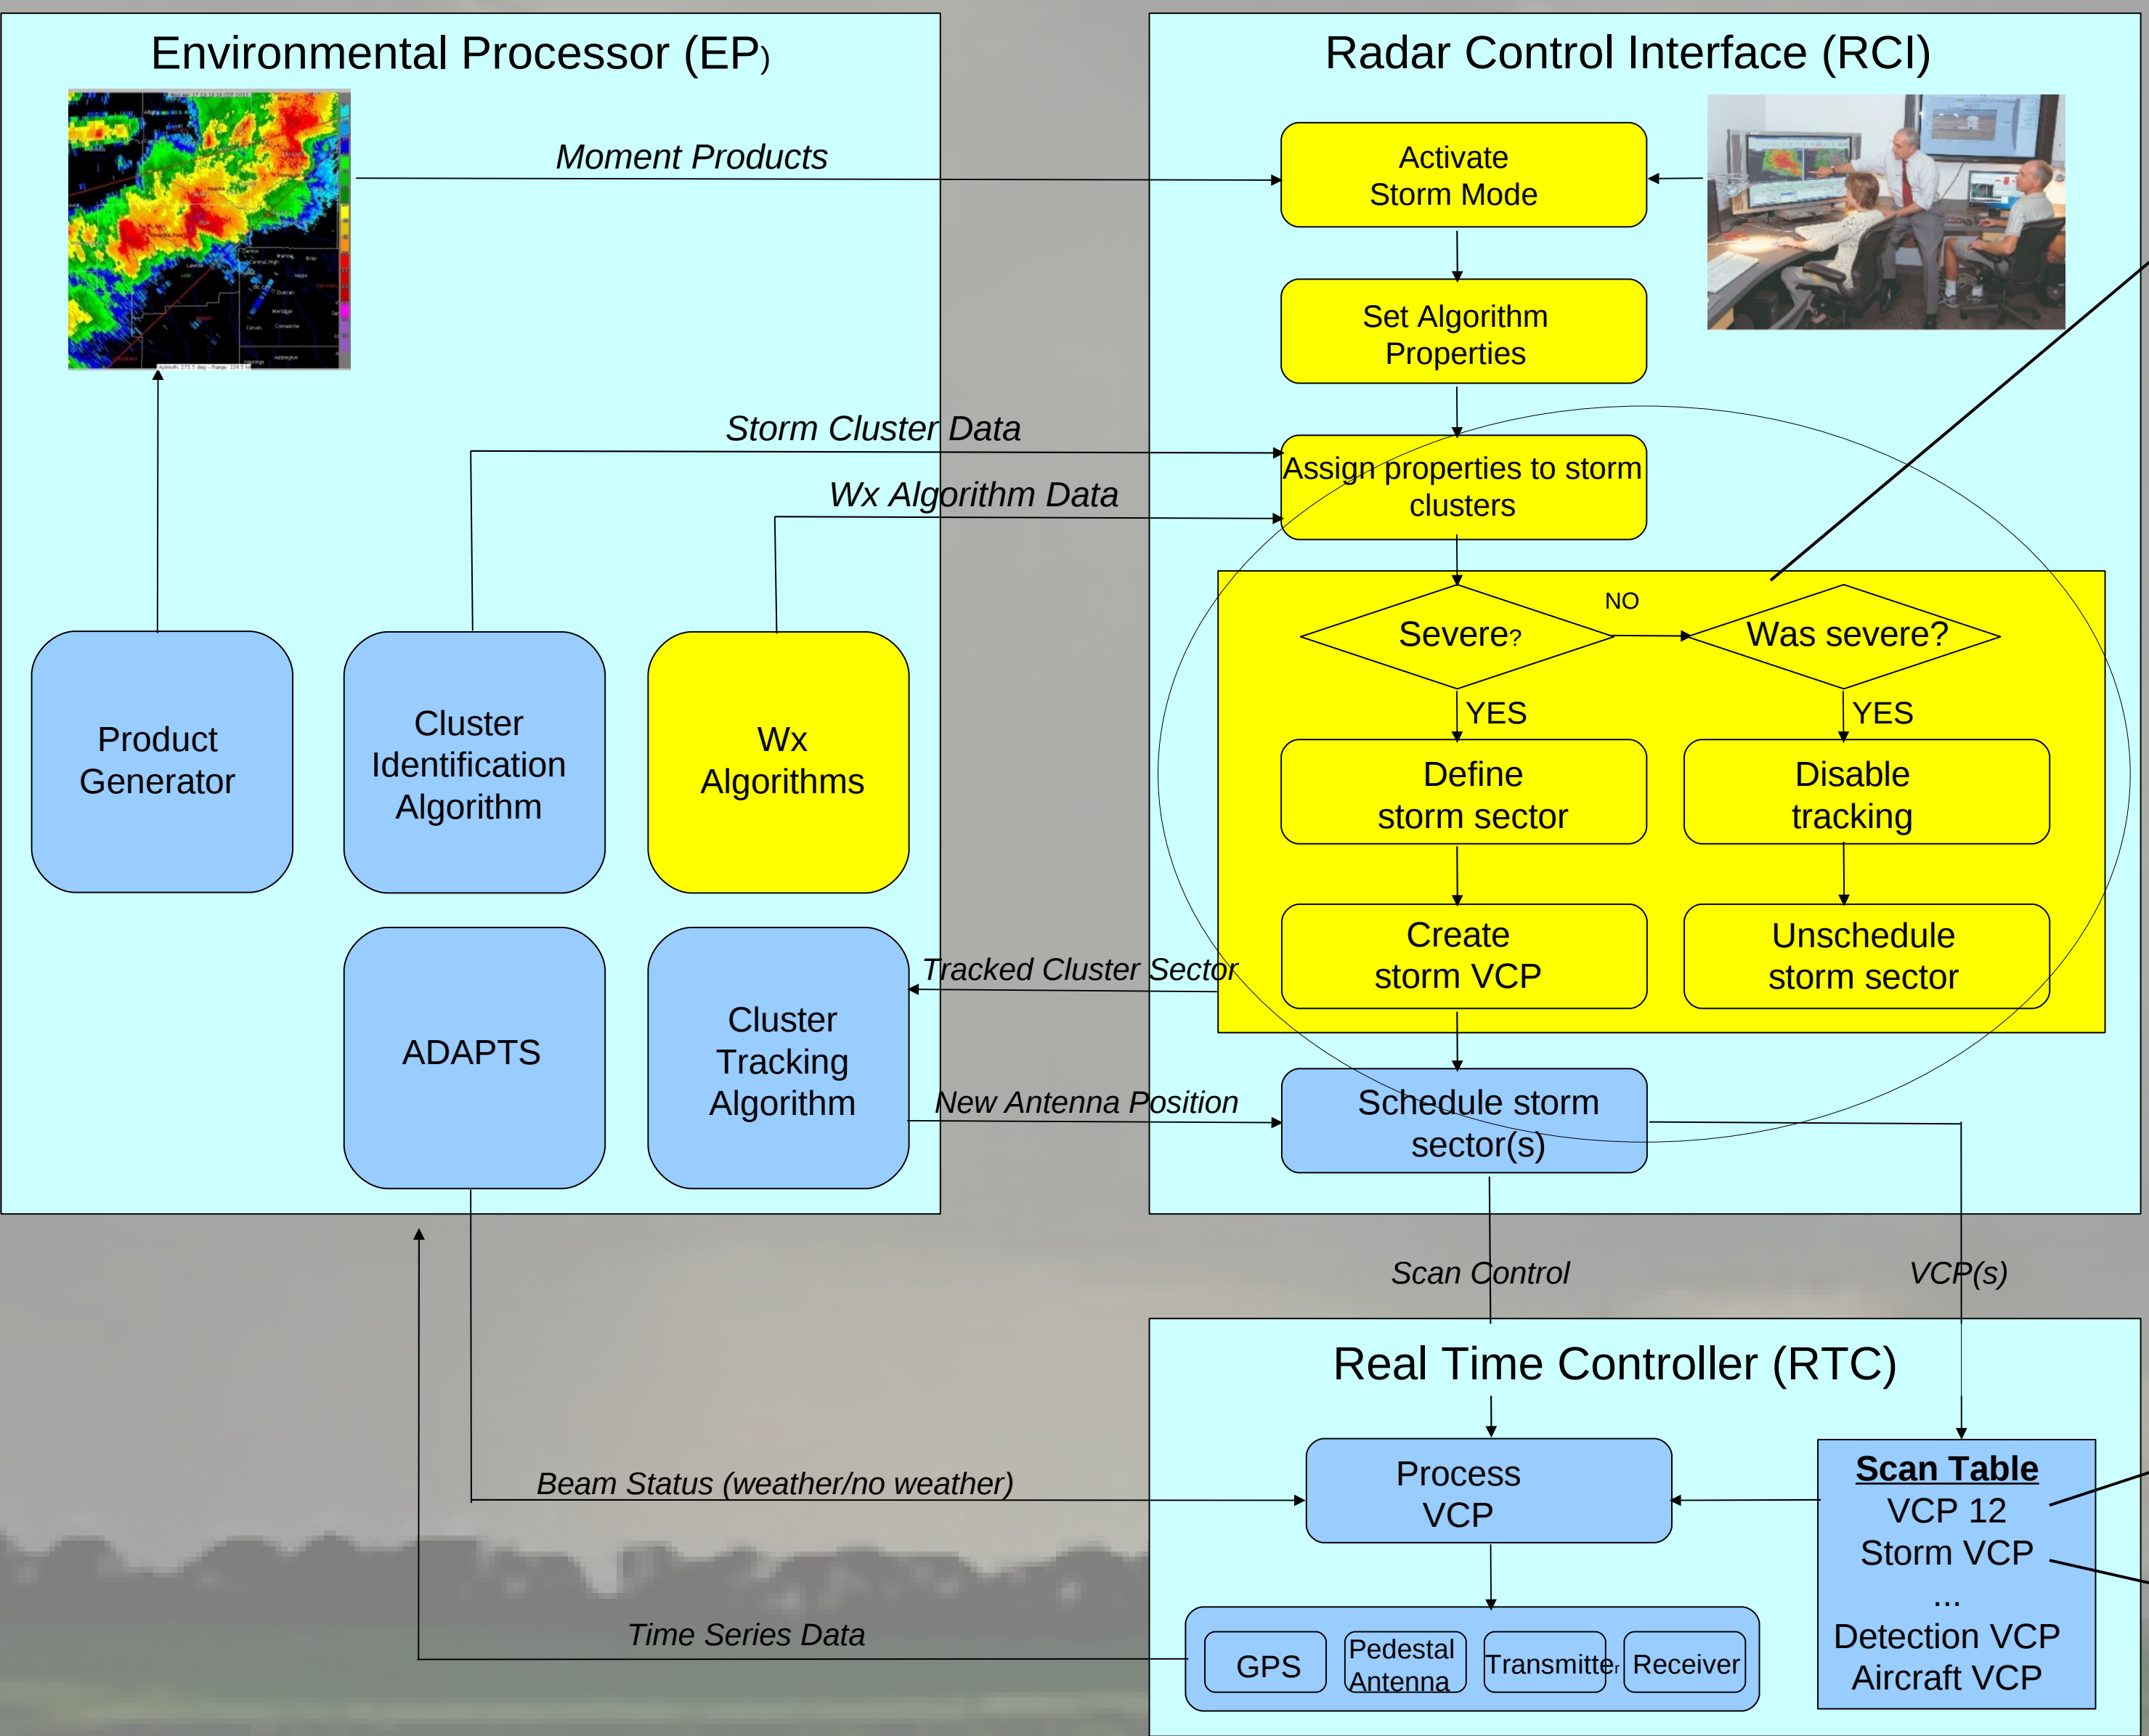 Environmental Processor (EP)
Moment Products
Storm Cluster Data
Wx Algorithm Data
Product
Generator
Cluster
Identification
Algorithm
Wx
Algorithms
ADAPTS
Cluster
Tracking
Algorithm
Tracked Cluster Sector
New Antenna Position
Radar Control Interface (RCI)
Activate
Storm Mode
Set Algorithm
Properties
Assign properties to storm
clusters
Severe?
NO
Was severe?
YES
YES
Define
storm sector
Disable
tracking
Create
storm VCP
Unschedule
storm sector
Schedule storm
sector(s)
Scan Control
VCP(s)
Real Time Controller (RTC)
Beam Status (weather/no weather)
Process
VCP
Scan Table
VCP 12
Storm VCP
...
Detection VCP
Aircraft VCP
Time Series Data
GPS
Pedestal
Antenna
Transmitter
Receiver